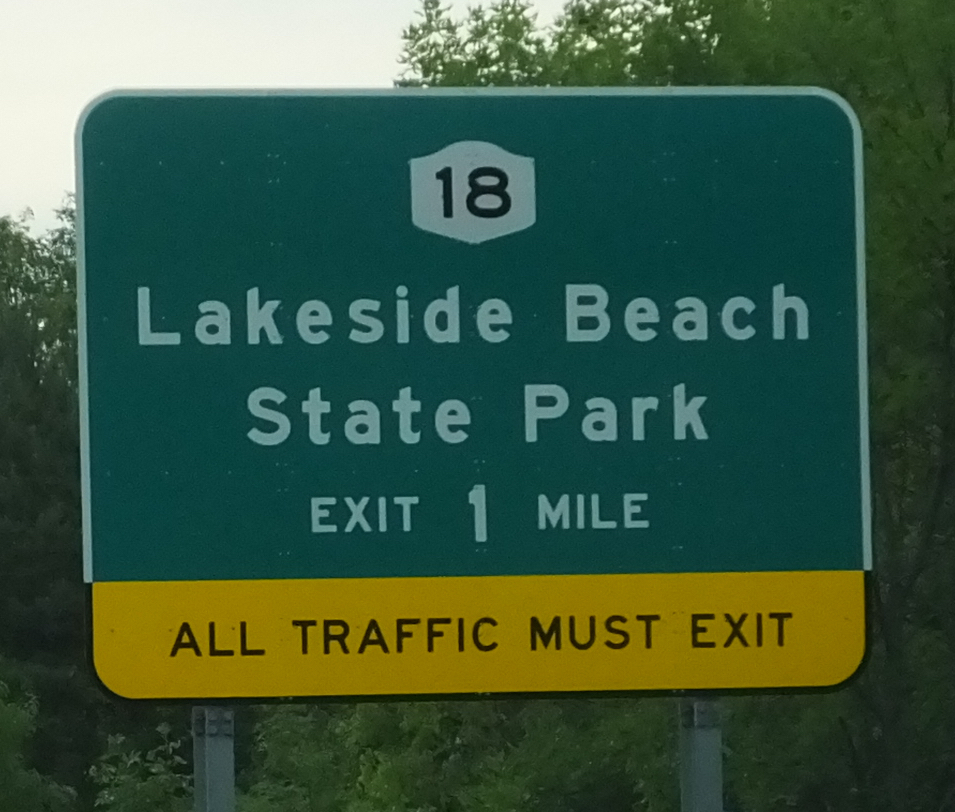 18
Lakeside Beach
State Park
EXIT 1 MILE
ALL TRAFFIC MUST EXIT